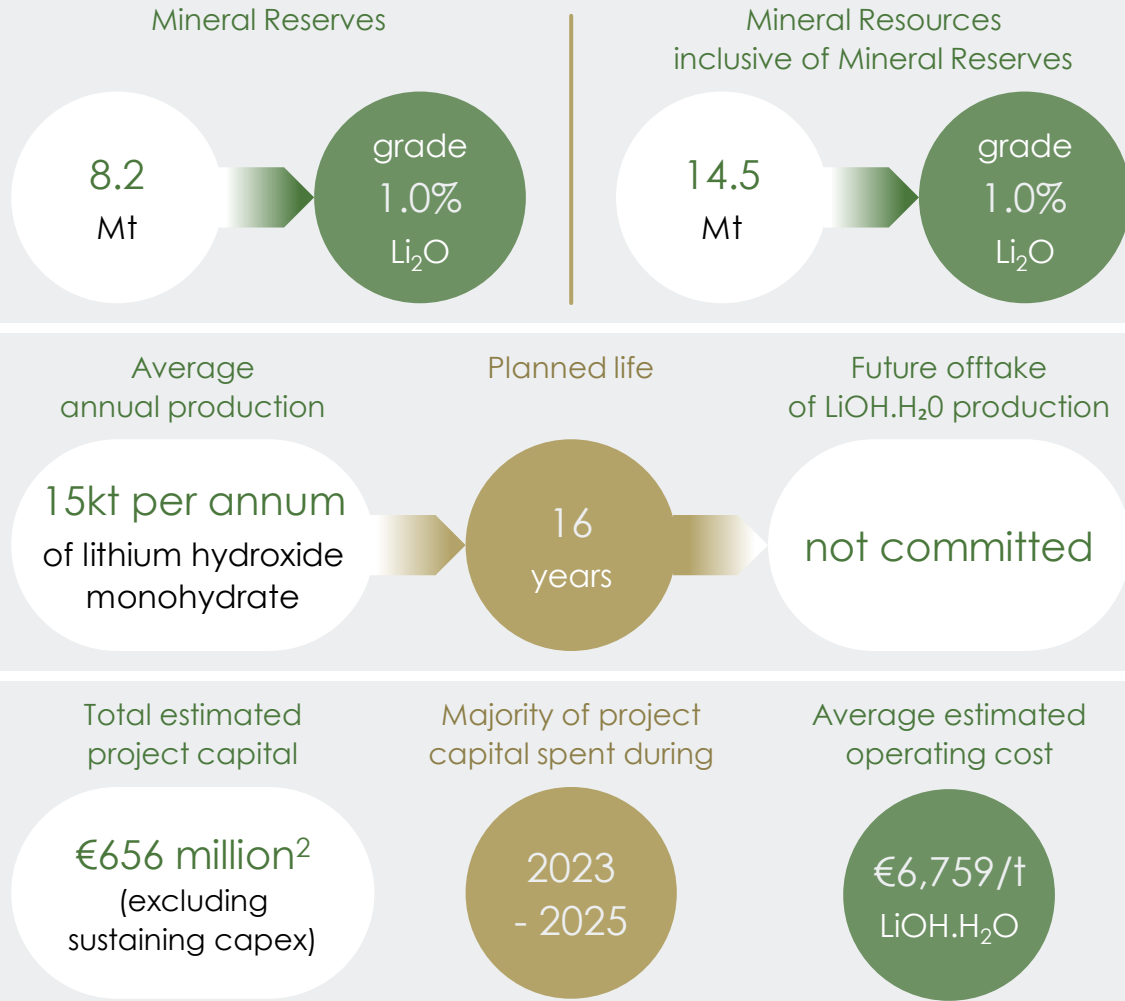 Mineral Reserves
8.2
Mt
grade
1.0%
Li₂O
Mineral Resources
inclusive of Mineral Reserves
14.5
Mt
grade
1.0%
Li₂O
Average
annual production
15kt per annum
of lithium hydroxide
monohydrate
Planned life
16
years
Future offtake
of LiOH.H₂0 production
not committed
Total estimated
project capital
€656 million²
(excluding
sustaining capex)
Majority of project
capital spent during
2023
- 2025
Average estimated
operating cost
€6,759/t
LiOH.H₂O